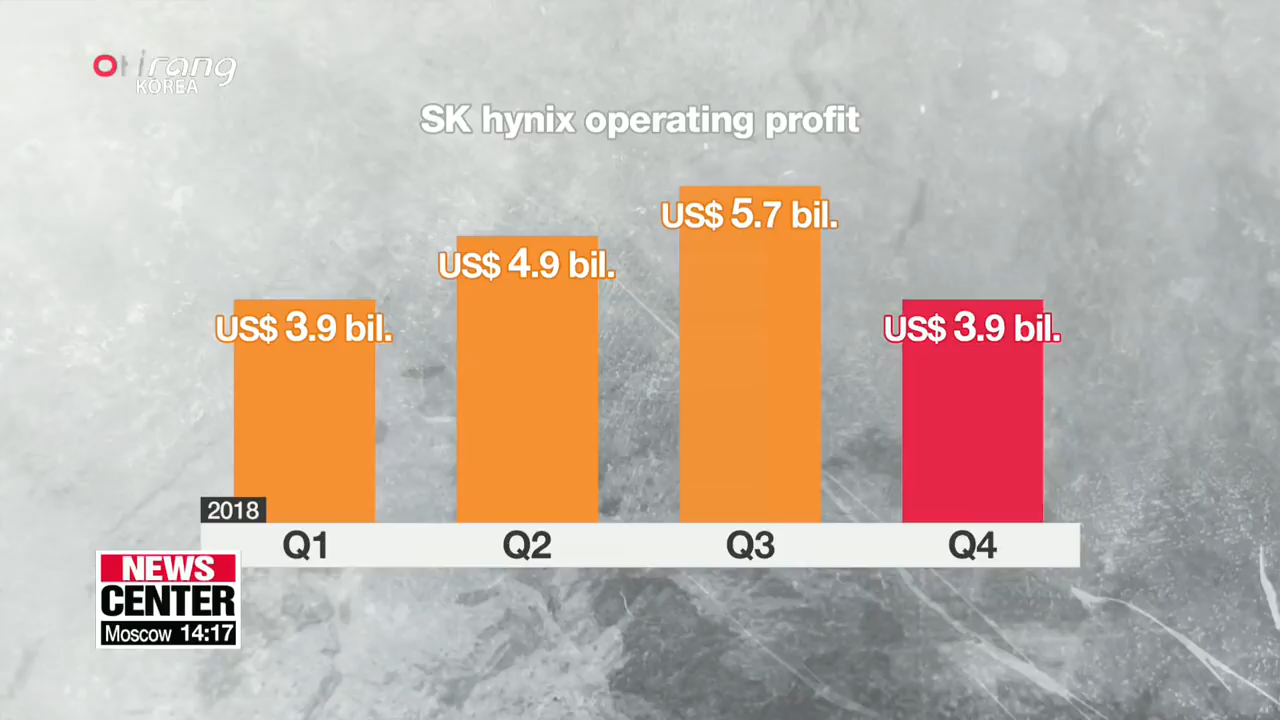 rang
KOREA
SK hynix operating profit
US$ 3.9 bil.
US$ 4.9 bil.
US$ 5.7 bil.
US$ 3.9 bil.
2018
Q1 Q2 Q3 Q4
NEWS
CENTER
Moscow 14:17